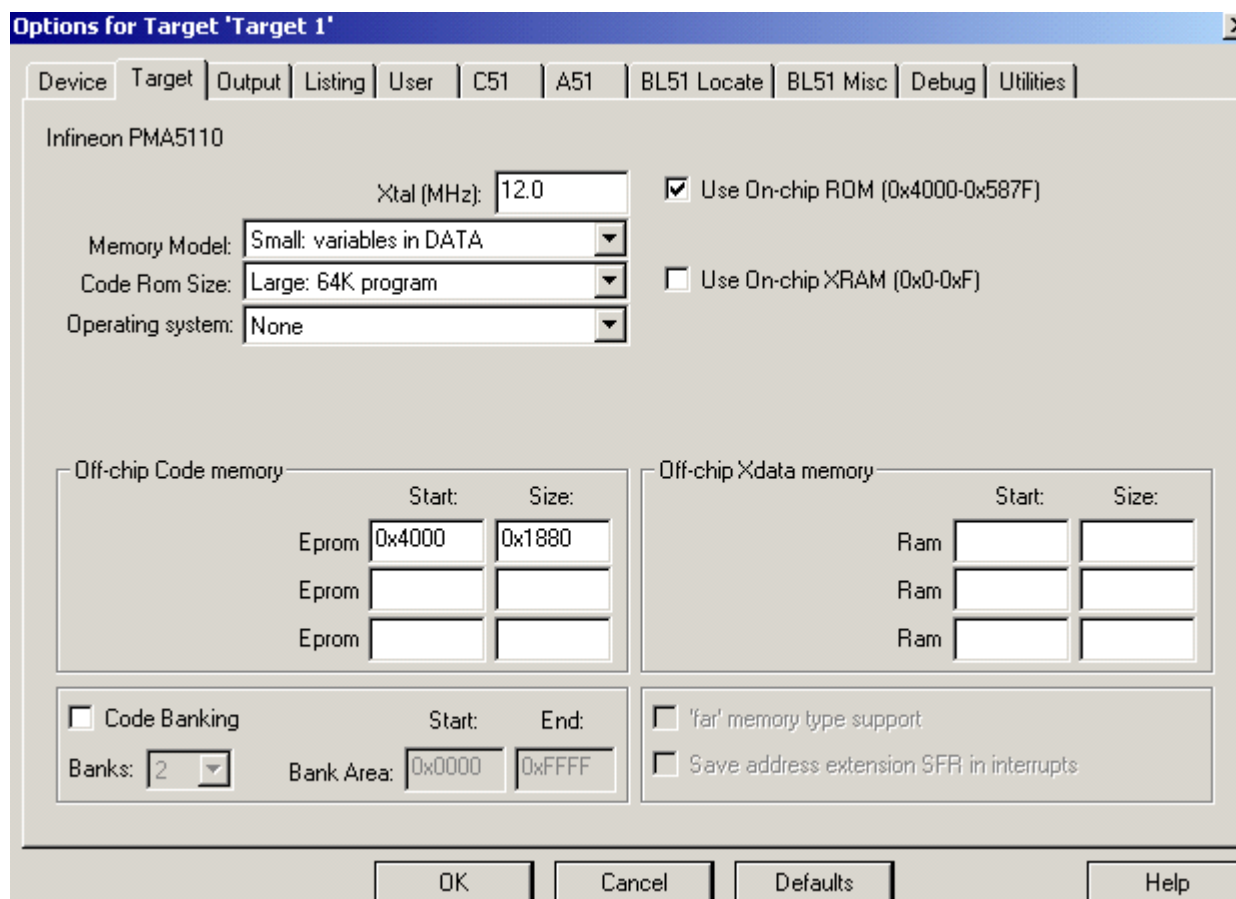 Options for Target 'Target 1'
Device Target Output Listing User C51 A51 BL51 Locate BL51 Misc Debug Utilities
Infineon PMA5110
Xtal (MHz): 12.0 Use On-chip ROM (0x4000-0x587F)
Memory Model: Small: variables in DATA
Code Rom Size: Large: 64K program Use On-chip XRAM (0x0-0xF)
Operating system: None
Off-chip Code memory Off-chip Xdata memory
Start: Size: Start: Size:
Eprom 0x4000 0x1880 Ram
Eprom Ram
Eprom Ram
Code Banking Start: End: 'far' memory type support
Banks: 2 Bank Area: 0x0000 0xFFFF Save address extension SFR in interrupts
OK Cancel Defaults Help